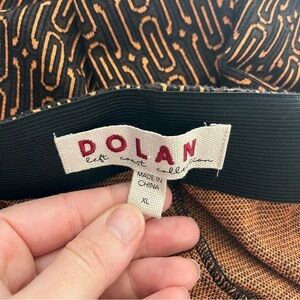 DOLAN
left coast collection
MADE IN
CHINA
XL